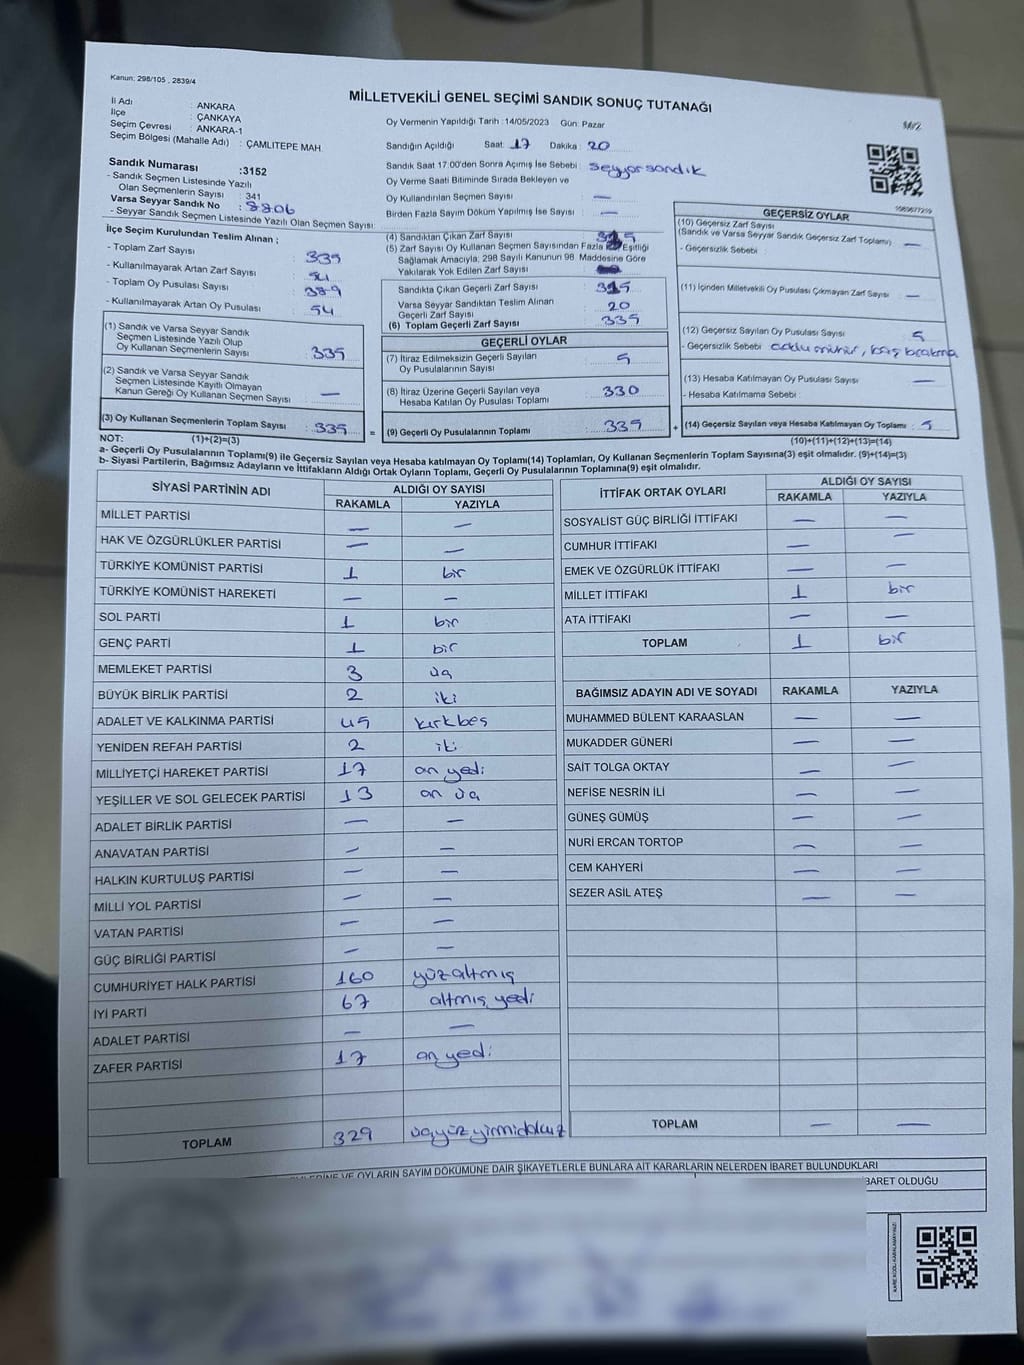 Kanun: 298/105 , 2839/4
MİLLETVEKİLİ GENEL SEÇİMİ SANDIK SONUÇ TUTANAĞI
M/2
İl Adı : ANKARA
İlçe : ÇANKAYA
Seçim Çevresi : ANKARA-1
Seçim Bölgesi (Mahalle Adı) : ÇAMLITEPE MAH.
Sandık Numarası :3152
- Sandık Seçmen Listesinde Yazılı
Olan Seçmenlerin Sayısı : 341
Varsa Seyyar Sandık No : 8806
- Seyyar Sandık Seçmen Listesinde Yazılı Olan Seçmen Sayısı:
Oy Vermenin Yapıldığı Tarih :14/05/2023 Gün: Pazar
Sandığın Açıldığı Saat: 17 Dakika 20
Sandık Saat 17:00'den Sonra Açımış İse Sebebi : Seyyar sandık
Oy Verme Saati Bitiminde Sırada Bekleyen ve
Oy Kullandırılan Seçmen Sayısı : —
Birden Fazla Sayım Döküm Yapılmış İse Sayısı : —
İlçe Seçim Kurulundan Teslim Alınan ;
- Toplam Zarf Sayısı : 339
- Kullanılmayarak Artan Zarf Sayısı : 54
- Toplam Oy Pusulası Sayısı : 389
- Kullanılmayarak Artan Oy Pusulası : 54
(1) Sandık ve Varsa Seyyar Sandık
Seçmen Listesinde Yazılı Olup
Oy Kullanan Seçmenlerin Sayısı : 335
(2) Sandık ve Varsa Seyyar Sandık
Seçmen Listesinde Kayıtlı Olmayan
Kanun Gereği Oy Kullanan Seçmen Sayısı : —
(3) Oy Kullanan Seçmenlerin Toplam Sayısı : 335
(1)+(2)=(3)
(4) Sandıktan Çıkan Zarf Sayısı
(5) Zarf Sayısı Oy Kullanan Seçmen Sayısından Fazla İse, Eşitliği
Sağlamak Amacıyla; 298 Sayılı Kanunun 98. Maddesine Göre
Yakılarak Yok Edilen Zarf Sayısı
Sandıkta Çıkan Geçerli Zarf Sayısı : 315
Varsa Seyyar Sandıktan Teslim Alınan
Geçerli Zarf Sayısı : 20
(6) Toplam Geçerli Zarf Sayısı : 335
GEÇERLİ OYLAR
(7) İtiraz Edilmeksizin Geçerli Sayılan
Oy Pusulalarının Sayısı : 5
(8) İtiraz Üzerine Geçerli Sayılan veya
Hesaba Katılan Oy Pusulası Toplamı : 330
= (9) Geçerli Oy Pusulalarının Toplamı : 335
1083677219
GEÇERSİZ OYLAR
(10) Geçersiz Zarf Sayısı
(Sandık ve Varsa Seyyar Sandık Geçersiz Zarf Toplamı) : —
- Geçersizlik Sebebi :
(11) İçinden Milletvekili Oy Pusulası Çıkmayan Zarf Sayısı : —
(12) Geçersiz Sayılan Oy Pusulası Sayısı : 5
- Geçersizlik Sebebi : boş bırakma
(13) Hesaba Katılmayan Oy Pusulası Sayısı : —
- Hesaba Katılmama Sebebi :
+ (14) Geçersiz Sayılan veya Hesaba Katılmayan Oy Toplamı : 5
(10)+(11)+(12)+(13)=(14)
NOT:
a- Geçerli Oy Pusulalarının Toplamı(9) ile Geçersiz Sayılan veya Hesaba katılmayan Oy Toplamı(14) Toplamları, Oy Kullanan Seçmenlerin Toplam Sayısına(3) eşit olmalıdır. (9)+(14)=(3)
b- Siyasi Partilerin, Bağımsız Adayların ve İttifakların Aldığı Ortak Oyların Toplamı, Geçerli Oy Pusulalarının Toplamına(9) eşit olmalıdır.
SİYASİ PARTİNİN ADI ALDIĞI OY SAYISI
RAKAMLA YAZIYLA
MİLLET PARTİSİ — —
HAK VE ÖZGÜRLÜKLER PARTİSİ — —
TÜRKİYE KOMÜNİST PARTİSİ 1 bir
TÜRKİYE KOMÜNİST HAREKETİ — —
SOL PARTİ 1 bir
GENÇ PARTİ 1 bir
MEMLEKET PARTİSİ 3 üç
BÜYÜK BİRLİK PARTİSİ 2 iki
ADALET VE KALKINMA PARTİSİ 45 kırkbeş
YENİDEN REFAH PARTİSİ 2 iki
MİLLİYETÇİ HAREKET PARTİSİ 17 on yedi
YEŞİLLER VE SOL GELECEK PARTİSİ 13 on üç
ADALET BİRLİK PARTİSİ — —
ANAVATAN PARTİSİ — —
HALKIN KURTULUŞ PARTİSİ — —
MİLLİ YOL PARTİSİ — —
VATAN PARTİSİ — —
GÜÇ BİRLİĞİ PARTİSİ — —
CUMHURİYET HALK PARTİSİ 160 yüzaltmış
İYİ PARTİ 67 altmış yedi
ADALET PARTİSİ — —
ZAFER PARTİSİ 17 on yedi
TOPLAM 329 üçyüz yirmidokuz
İTTİFAK ORTAK OYLARI ALDIĞI OY SAYISI
RAKAMLA YAZIYLA
SOSYALİST GÜÇ BİRLİĞİ İTTİFAKI — —
CUMHUR İTTİFAKI — —
EMEK VE ÖZGÜRLÜK İTTİFAKI — —
MİLLET İTTİFAKI 1 bir
ATA İTTİFAKI — —
TOPLAM 1 bir
BAĞIMSIZ ADAYIN ADI VE SOYADI RAKAMLA YAZIYLA
MUHAMMED BÜLENT KARAASLAN — —
MUKADDER GÜNERİ — —
SAİT TOLGA OKTAY — —
NEFİSE NESRİN İLİ — —
GÜNEŞ GÜMÜŞ — —
NURİ ERCAN TORTOP — —
CEM KAHYERİ — —
SEZER ASİL ATEŞ — —
TOPLAM — —
VE OYLARIN SAYIM DÖKÜMÜNE DAİR ŞİKAYETLERLE BUNLARA AİT KARARLARIN NELERDEN İBARET BULUNDUKLARI
BARET OLDUĞU